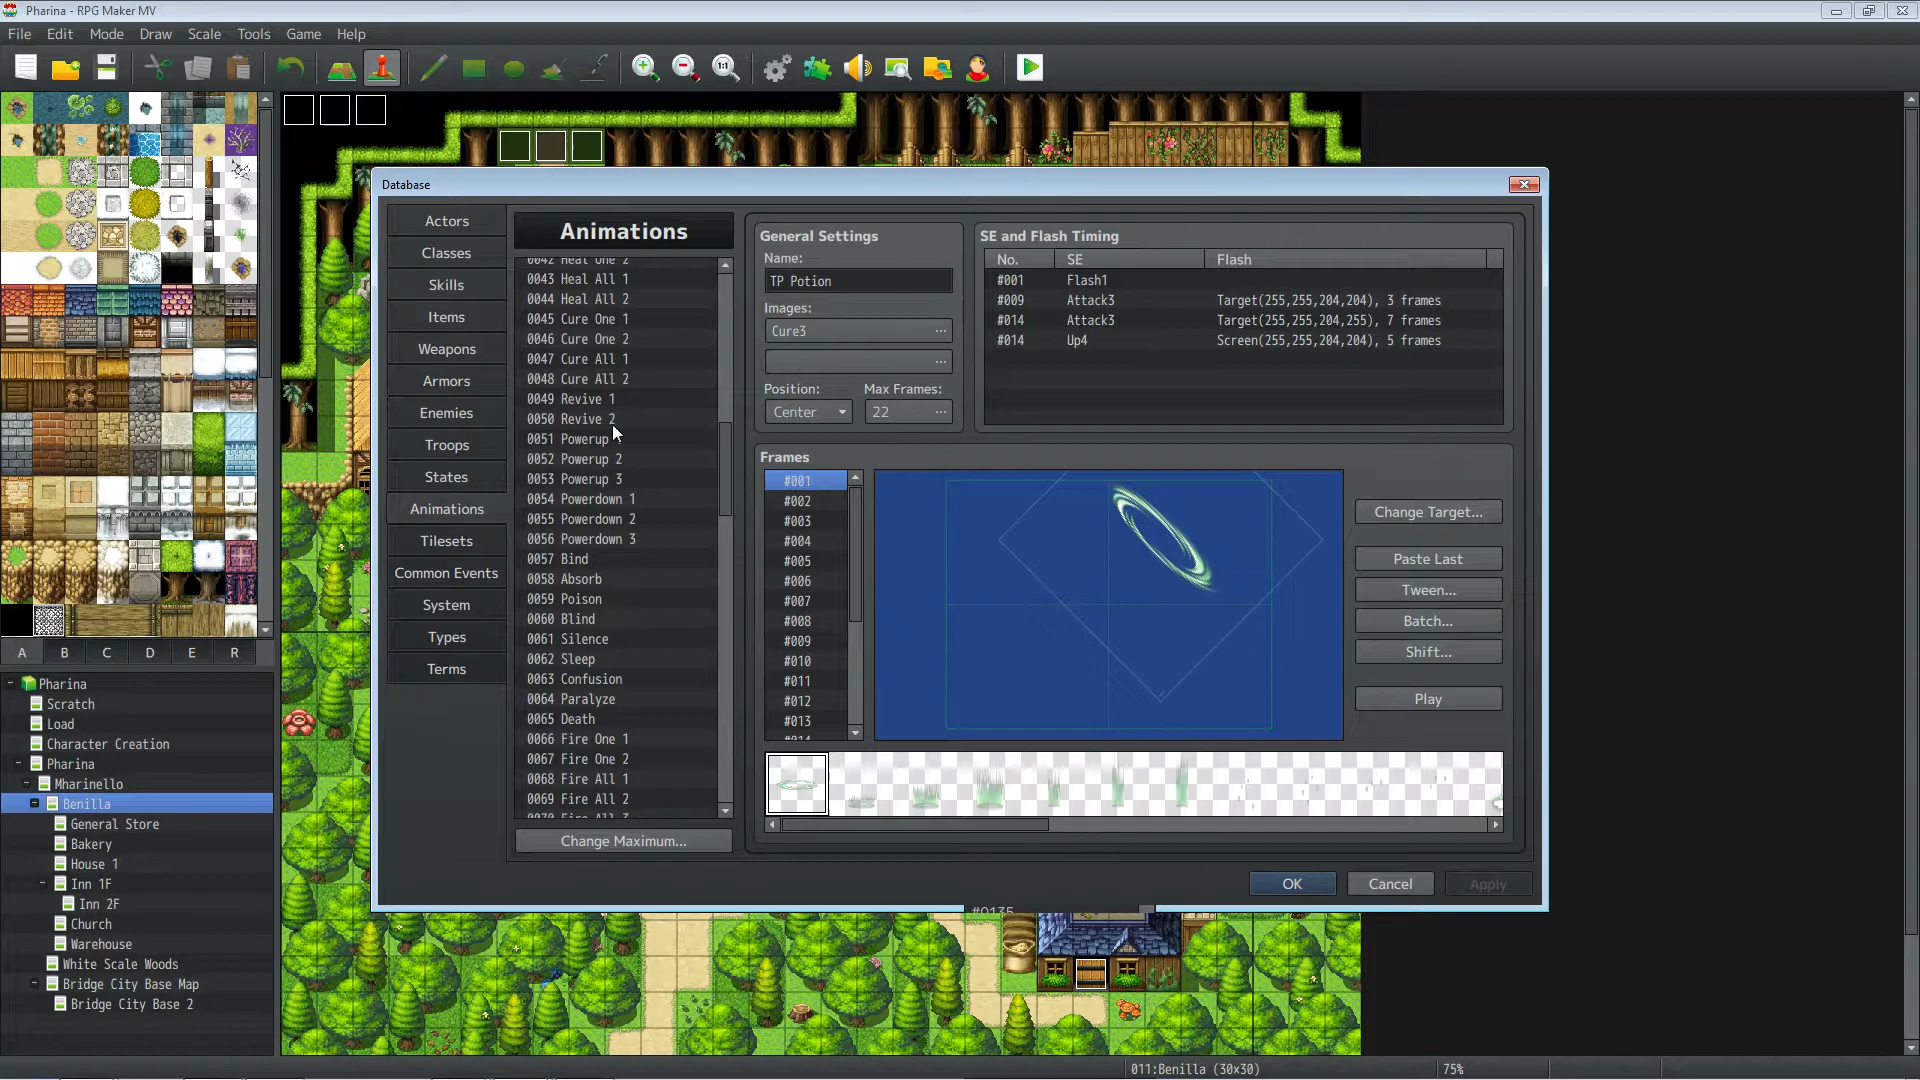 Pharina - RPG Maker MV
File Edit Mode Draw Scale Tools Game Help
1:1
Database
Actors
Classes
Skills
Items
Weapons
Armors
Enemies
Troops
States
Animations
Tilesets
Common Events
System
Types
Terms
Animations
0042 Heal One 2
0043 Heal All 1
0044 Heal All 2
0045 Cure One 1
0046 Cure One 2
0047 Cure All 1
0048 Cure All 2
0049 Revive 1
0050 Revive 2
0051 Powerup
0052 Powerup 2
0053 Powerup 3
0054 Powerdown 1
0055 Powerdown 2
0056 Powerdown 3
0057 Bind
0058 Absorb
0059 Poison
0060 Blind
0061 Silence
0062 Sleep
0063 Confusion
0064 Paralyze
0065 Death
0066 Fire One 1
0067 Fire One 2
0068 Fire All 1
0069 Fire All 2
0070 Fire All 3
Change Maximum...
General Settings
Name:
TP Potion
Images:
Cure3 ...
...
Position: Max Frames:
Center 22 ...
SE and Flash Timing
No. SE Flash
#001 Flash1
#009 Attack3 Target(255,255,204,204), 3 frames
#014 Attack3 Target(255,255,204,255), 7 frames
#014 Up4 Screen(255,255,204,204), 5 frames
Frames
#001
#002
#003
#004
#005
#006
#007
#008
#009
#010
#011
#012
#013
#014
Change Target...
Paste Last
Tween...
Batch...
Shift...
Play
OK Cancel Apply
#0135
A B C D E R
Pharina
Scratch
Load
Character Creation
Pharina
Mharinello
Benilla
General Store
Bakery
House 1
Inn 1F
Inn 2F
Church
Warehouse
White Scale Woods
Bridge City Base Map
Bridge City Base 2
011:Benilla (30x30) 75%